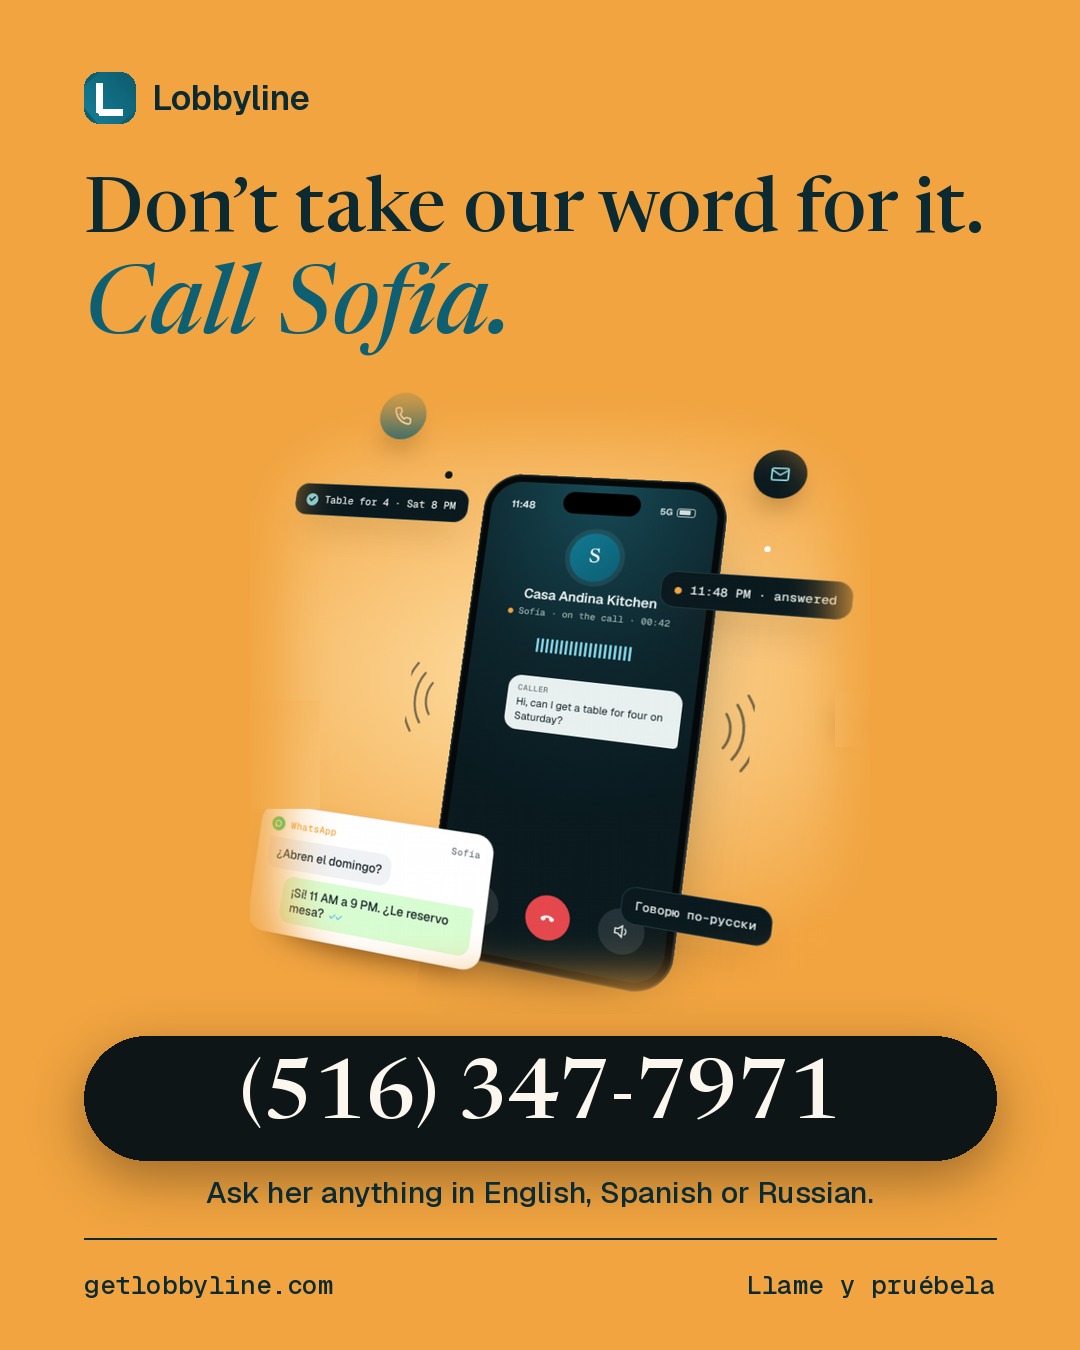 Lobbyline
Don’t take our word for it.
Call Sofía.
Table for 4 · Sat 8 PM
11:48
5G
S
Casa Andina Kitchen
Sofía · on the call · 00:42
11:48 PM · answered
CALLER
Hi, can I get a table for four on
Saturday?
WhatsApp
Sofía
¿Abren el domingo?
¡Sí! 11 AM a 9 PM. ¿Le reservo
mesa?
Говорю по-русски
(516) 347-7971
Ask her anything in English, Spanish or Russian.
getlobbyline.com
Llame y pruébela